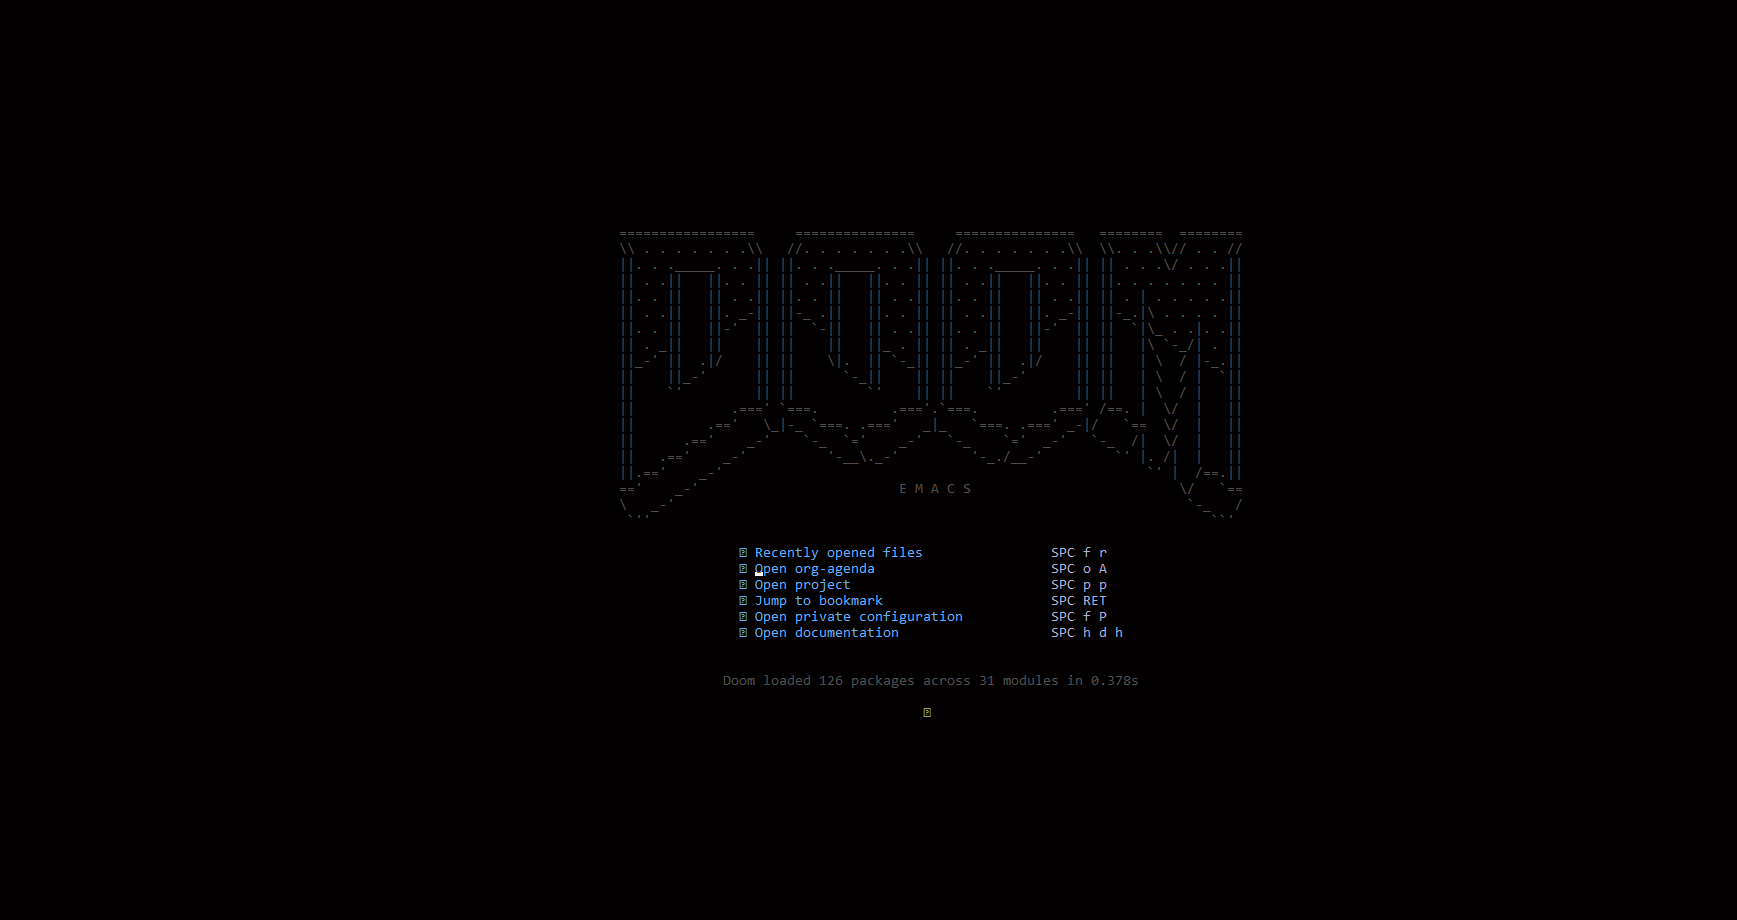 E M A C S
Recently opened files SPC f r
Open org-agenda SPC o A
Open project SPC p p
Jump to bookmark SPC RET
Open private configuration SPC f P
Open documentation SPC h d h
Doom loaded 126 packages across 31 modules in 0.378s